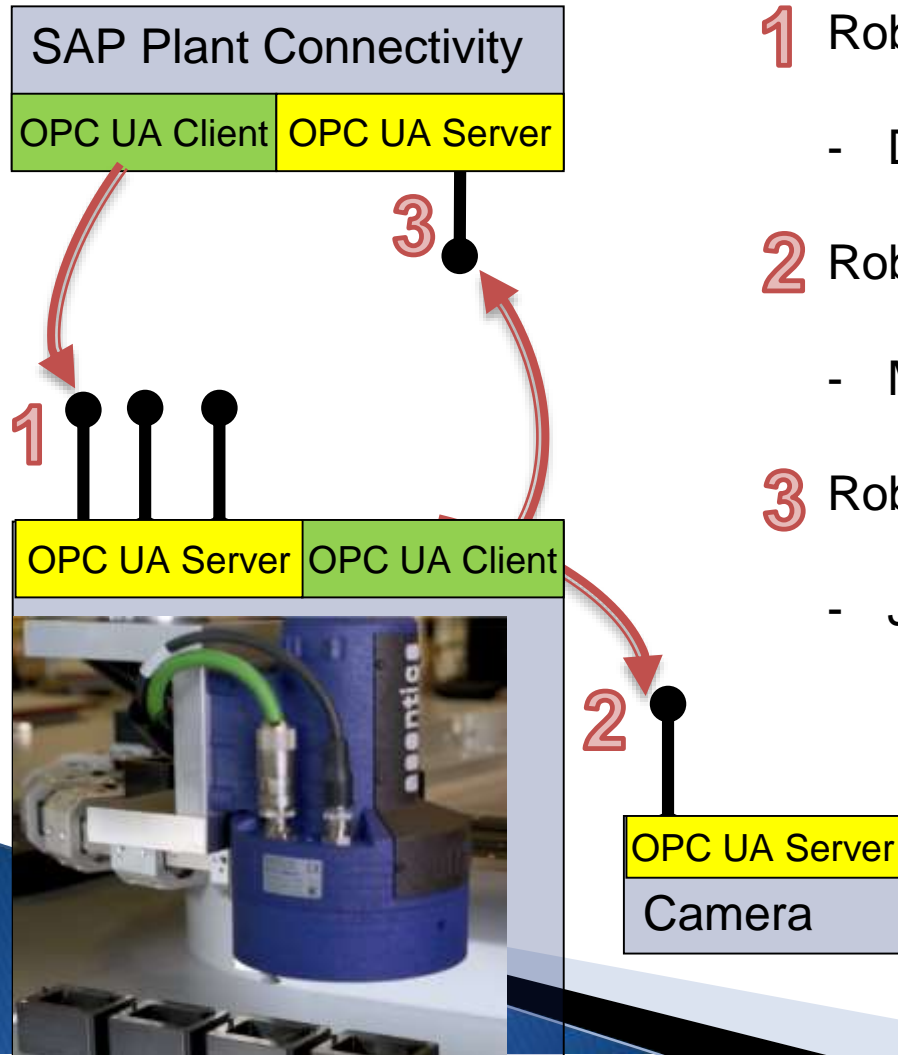 SAP Plant Connectivity
OPC UA Client OPC UA Server
3
1
OPC UA Server OPC UA Client
asentics
2
OPC UA Server
Camera
1 Rob
- D
2 Rob
- M
3 Rob
- J